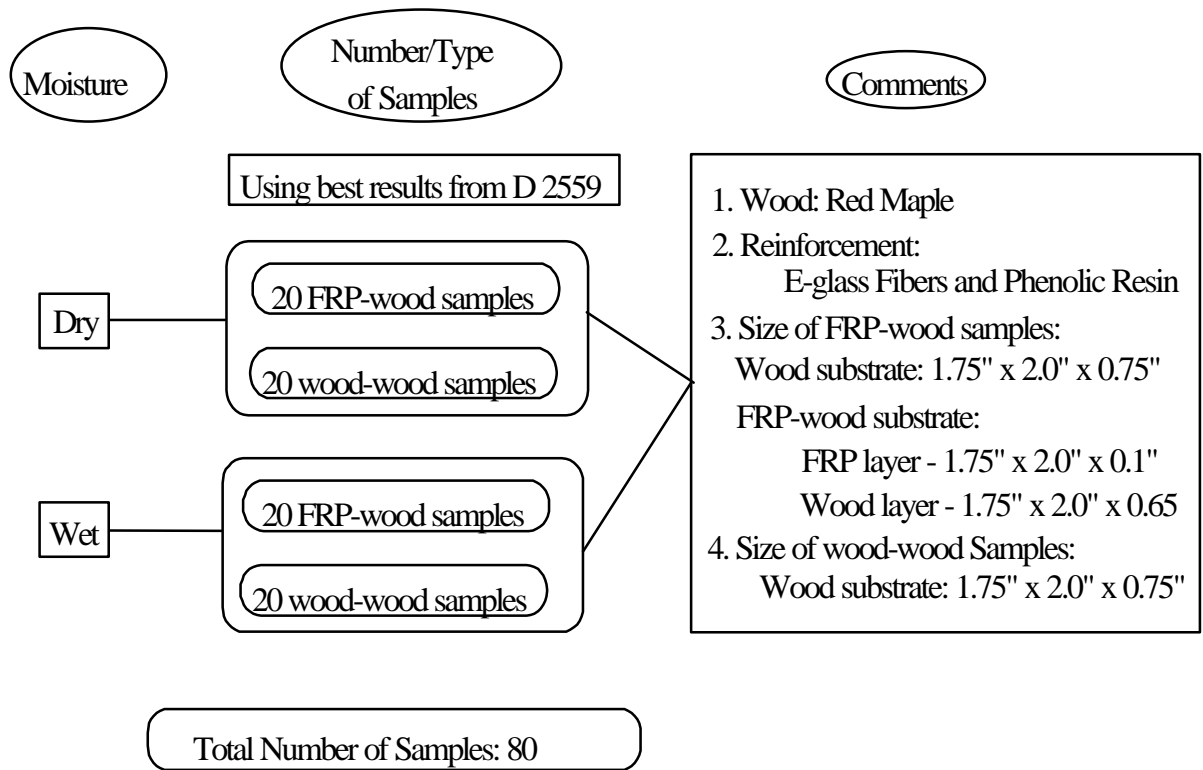 Moisture
Number/Type
of Samples
Comments
Using best results from D 2559
Dry
20 FRP-wood samples
20 wood-wood samples
Wet
20 FRP-wood samples
20 wood-wood samples
1. Wood: Red Maple
2. Reinforcement:
E-glass Fibers and Phenolic Resin
3. Size of FRP-wood samples:
Wood substrate: 1.75" x 2.0" x 0.75"
FRP-wood substrate:
FRP layer - 1.75" x 2.0" x 0.1"
Wood layer - 1.75" x 2.0" x 0.65
4. Size of wood-wood Samples:
Wood substrate: 1.75" x 2.0" x 0.75"
Total Number of Samples: 80